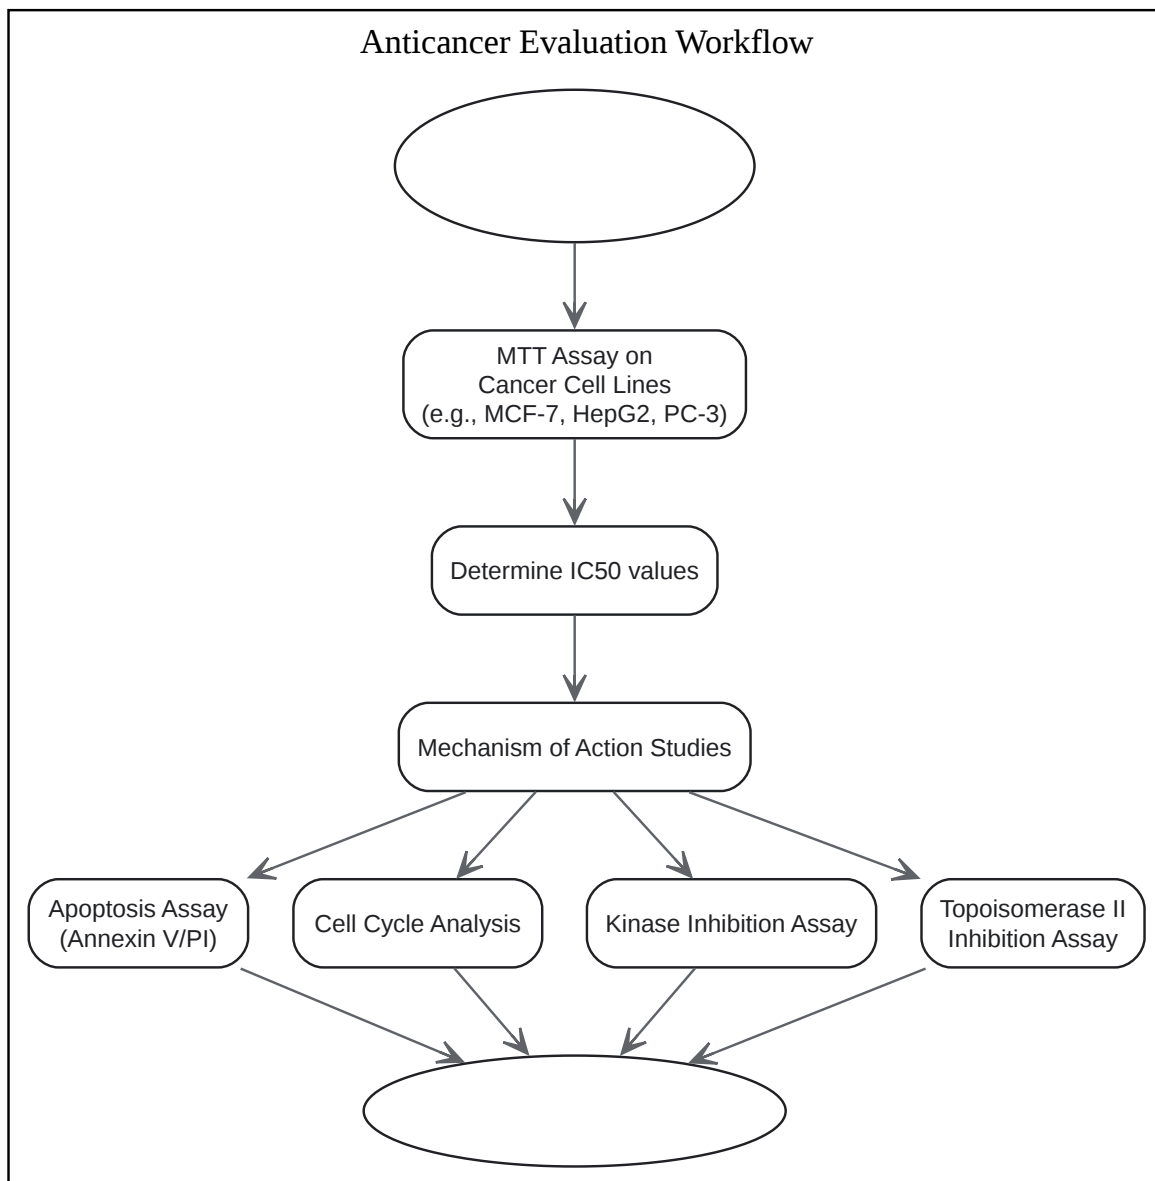 Anticancer Evaluation Workflow
MTT Assay on
Cancer Cell Lines
(e.g., MCF-7, HepG2, PC-3)
Determine IC50 values
Mechanism of Action Studies
Apoptosis Assay
(Annexin V/PI)
Cell Cycle Analysis
Kinase Inhibition Assay
Topoisomerase II
Inhibition Assay